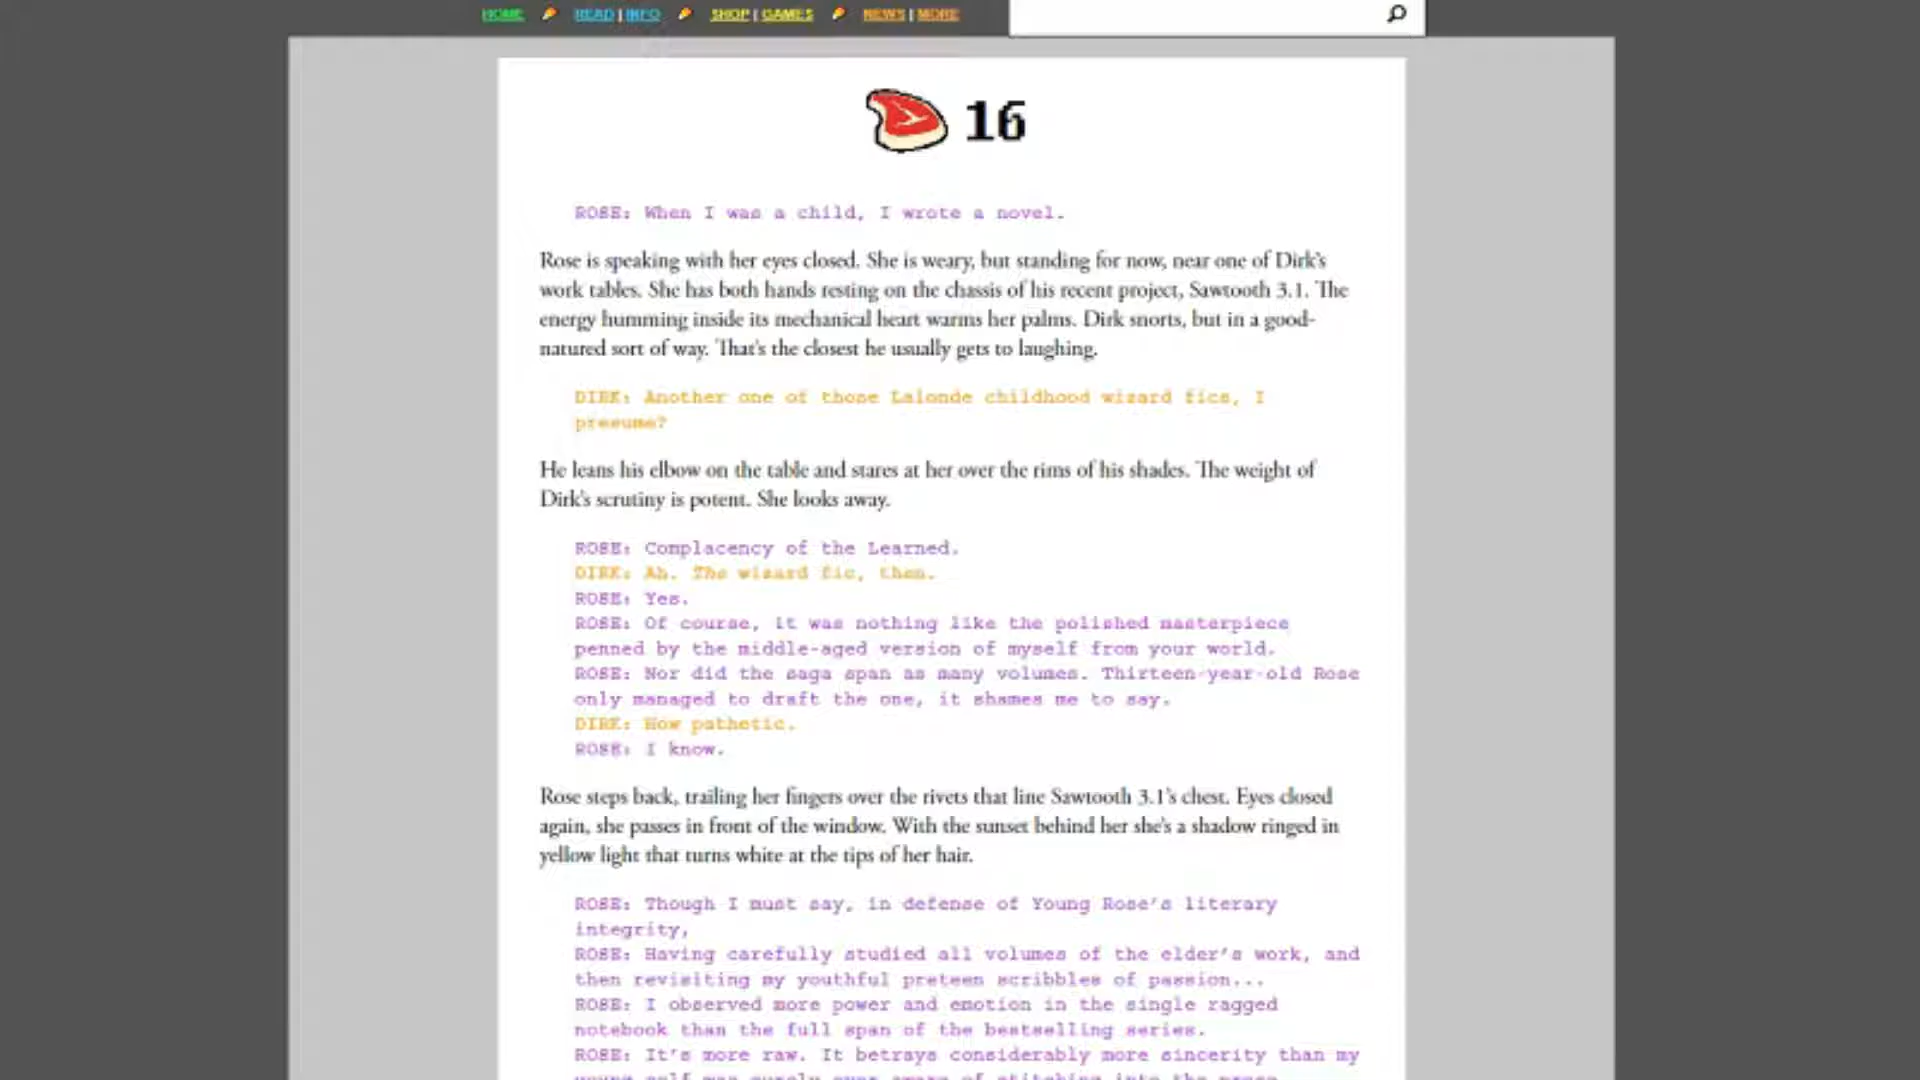 HOME READ | INFO SHOP | GAMES NEWS | MORE
16
ROSE: When I was a child, I wrote a novel.
Rose is speaking with her eyes closed. She is weary, but standing for now, near one of Dirk's
work tables. She has both hands resting on the chassis of his recent project, Sawtooth 3.1. The
energy humming inside its mechanical heart warms her palms. Dirk snorts, but in a good-
natured sort of way. That's the closest he usually gets to laughing.
DIRK: Another one of those Lalonde childhood wizard fics, I
presume?
He leans his elbow on the table and stares at her over the rims of his shades. The weight of
Dirk's scrutiny is potent. She looks away.
ROSE: Complacency of the Learned.
DIRK: Ah. The wizard fic, then.
ROSE: Yes.
ROSE: Of course, it was nothing like the polished masterpiece
penned by the middle-aged version of myself from your world.
ROSE: Nor did the saga span as many volumes. Thirteen-year-old Rose
only managed to draft the one, it shames me to say.
DIRK: How pathetic.
ROSE: I know.
Rose steps back, trailing her fingers over the rivets that line Sawtooth 3.1's chest. Eyes closed
again, she passes in front of the window. With the sunset behind her she's a shadow ringed in
yellow light that turns white at the tips of her hair.
ROSE: Though I must say, in defense of Young Rose's literary
integrity,
ROSE: Having carefully studied all volumes of the elder's work, and
then revisiting my youthful preteen scribbles of passion...
ROSE: I observed more power and emotion in the single ragged
notebook than the full span of the bestselling series.
ROSE: It's more raw. It betrays considerably more sincerity than my